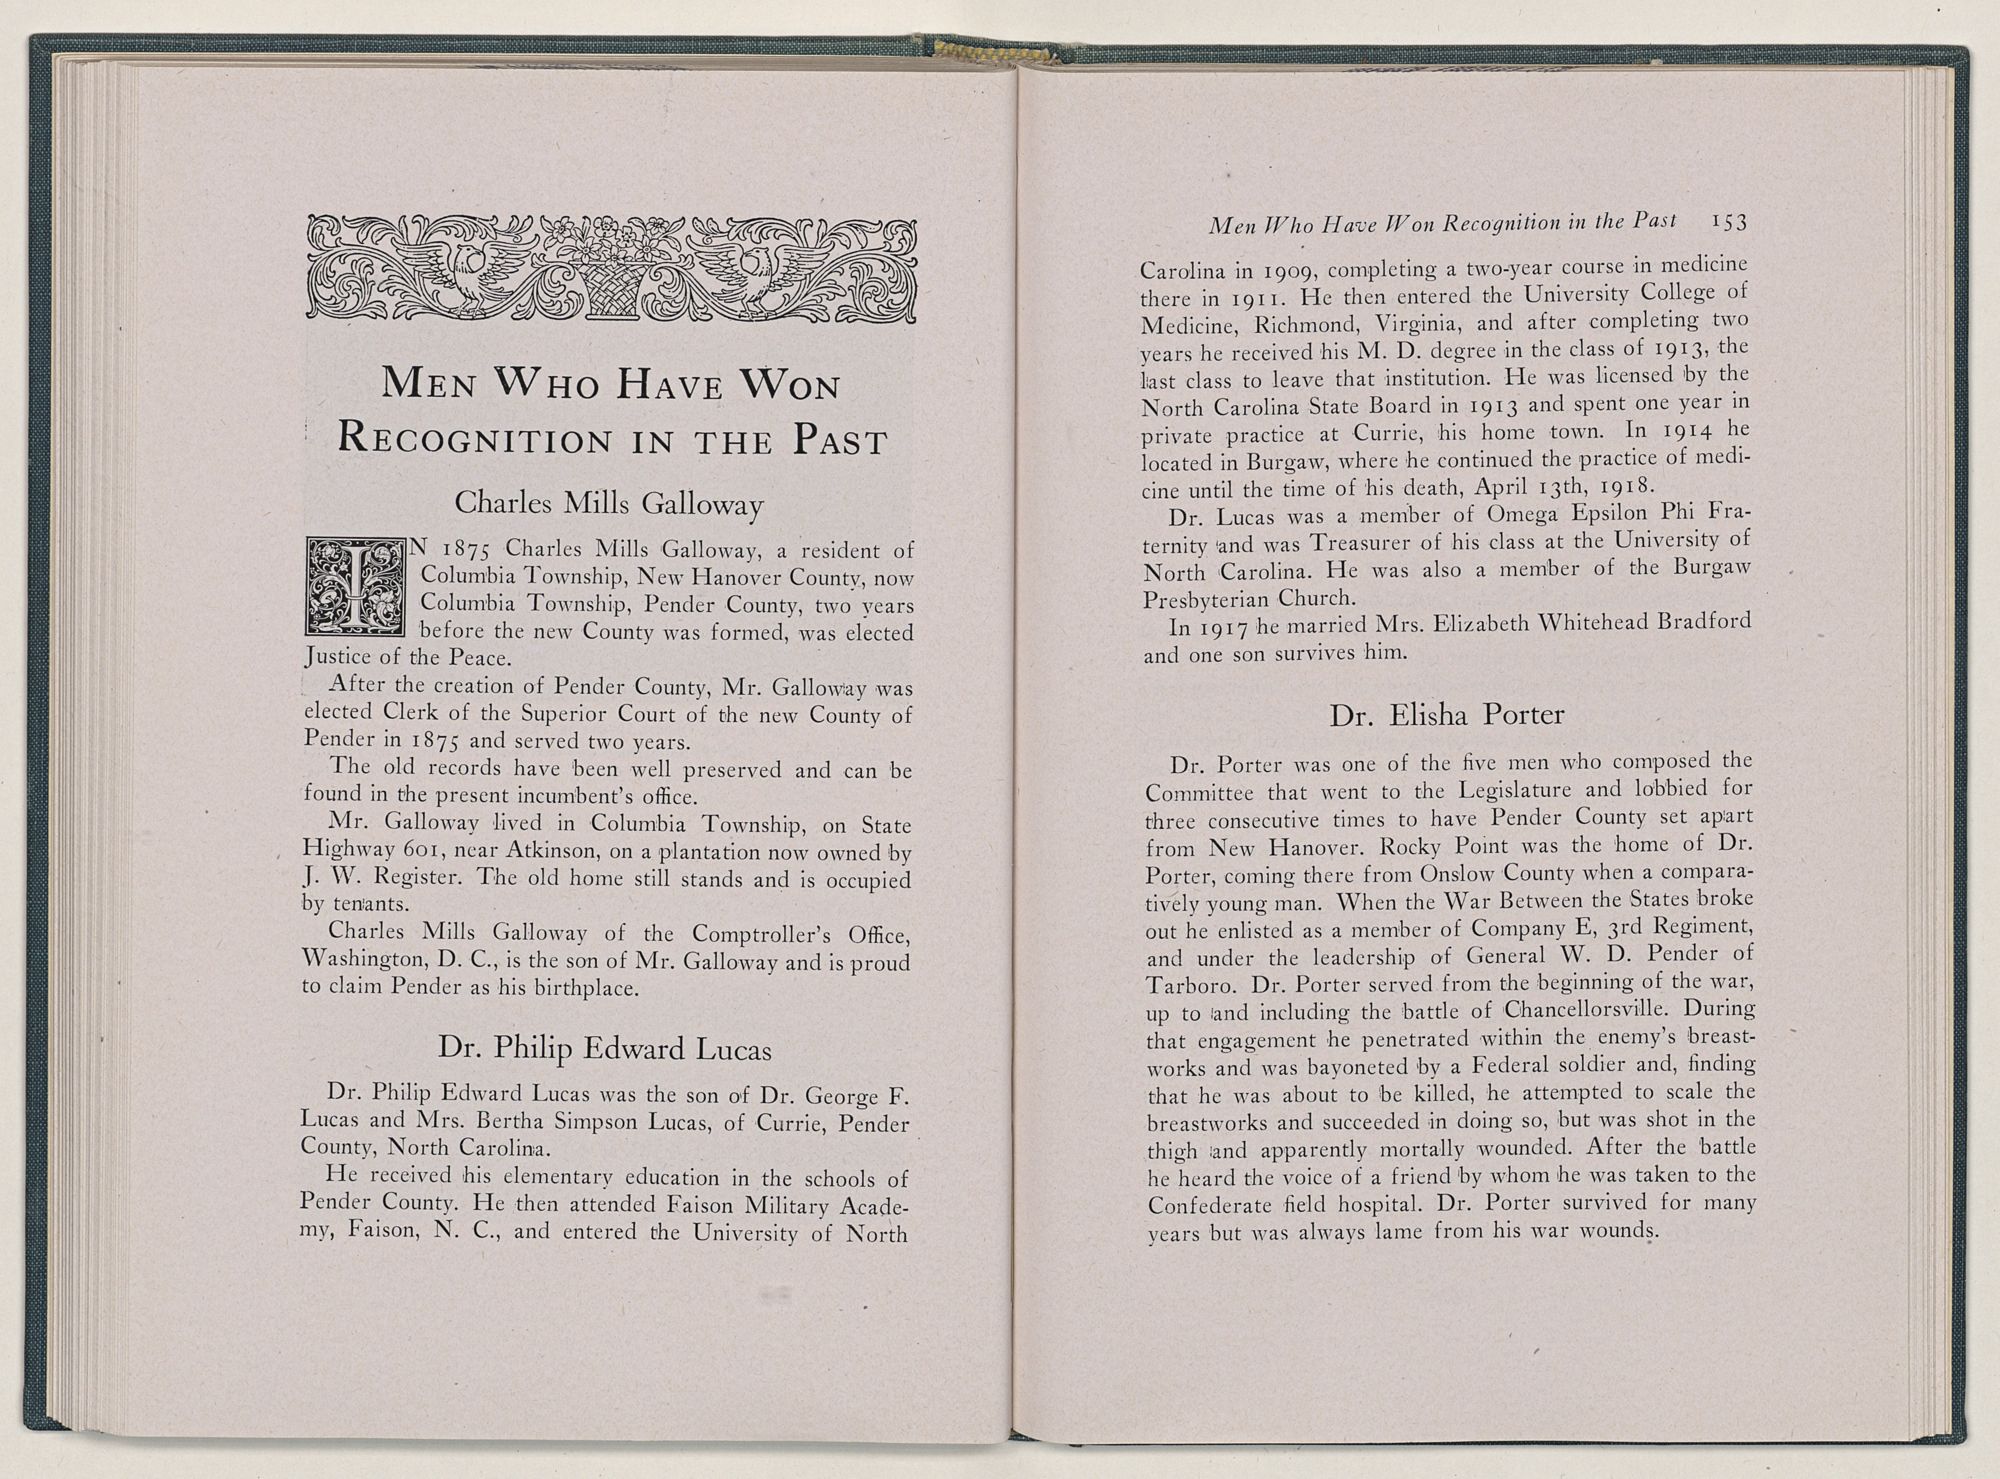 MEN WHO HAVE WON
RECOGNITION IN THE PAST
Charles Mills Galloway
IN 1875 Charles Mills Galloway, a resident of
Columbia Township, New Hanover County, now
Columbia Township, Pender County, two years
before the new County was formed, was elected
Justice of the Peace.
After the creation of Pender County, Mr. Galloway was
elected Clerk of the Superior Court of the new County of
Pender in 1875 and served two years.
The old records have been well preserved and can be
found in the present incumbent's office.
Mr. Galloway lived in Columbia Township, on State
Highway 601, near Atkinson, on a plantation now owned by
J. W. Register. The old home still stands and is occupied
by tenants.
Charles Mills Galloway of the Comptroller's Office,
Washington, D. C., is the son of Mr. Galloway and is proud
to claim Pender as his birthplace.
Dr. Philip Edward Lucas
Dr. Philip Edward Lucas was the son of Dr. George F.
Lucas and Mrs. Bertha Simpson Lucas, of Currie, Pender
County, North Carolina.
He received his elementary education in the schools of
Pender County. He then attended Faison Military Acade-
my, Faison, N. C., and entered the University of North
Men Who Have Won Recognition in the Past 153
Carolina in 1909, completing a two-year course in medicine
there in 1911. He then entered the University College of
Medicine, Richmond, Virginia, and after completing two
years he received his M. D. degree in the class of 1913, the
last class to leave that institution. He was licensed by the
North Carolina State Board in 1913 and spent one year in
private practice at Currie, his home town. In 1914 he
located in Burgaw, where he continued the practice of medi-
cine until the time of his death, April 13th, 1918.
Dr. Lucas was a member of Omega Epsilon Phi Fra-
ternity and was Treasurer of his class at the University of
North Carolina. He was also a member of the Burgaw
Presbyterian Church.
In 1917 he married Mrs. Elizabeth Whitehead Bradford
and one son survives him.
Dr. Elisha Porter
Dr. Porter was one of the five men who composed the
Committee that went to the Legislature and lobbied for
three consecutive times to have Pender County set apart
from New Hanover. Rocky Point was the home of Dr.
Porter, coming there from Onslow County when a compara-
tively young man. When the War Between the States broke
out he enlisted as a member of Company E, 3rd Regiment,
and under the leadership of General W. D. Pender of
Tarboro. Dr. Porter served from the beginning of the war,
up to and including the battle of Chancellorsville. During
that engagement he penetrated within the enemy's breast-
works and was bayoneted by a Federal soldier and, finding
that he was about to be killed, he attempted to scale the
breastworks and succeeded in doing so, but was shot in the
thigh and apparently mortally wounded. After the battle
he heard the voice of a friend by whom he was taken to the
Confederate field hospital. Dr. Porter survived for many
years but was always lame from his war wounds.